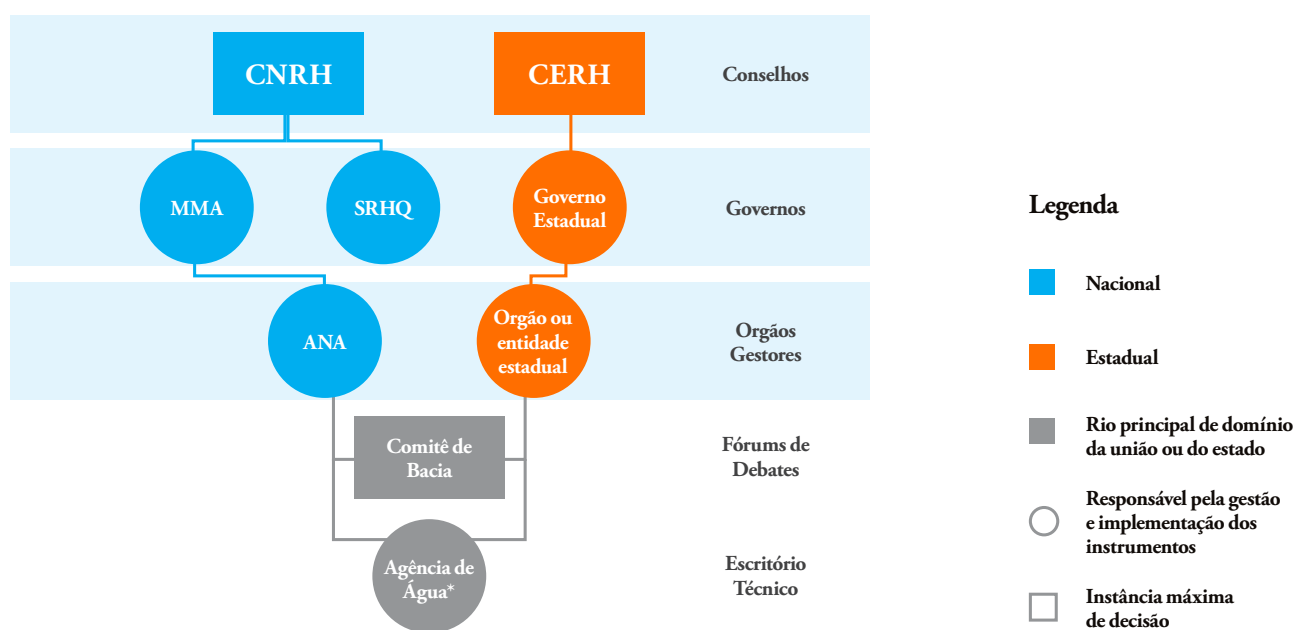 CNRH
CERH
Conselhos
MMA
SRHQ
Governo
Estadual
Governos
ANA
Orgão ou
entidade
estadual
Orgãos
Gestores
Comitê de
Bacia
Fórums de
Debates
Agência de
Água*
Escritório
Técnico
Legenda
Nacional
Estadual
Rio principal de domínio
da união ou do estado
Responsável pela gestão
e implementação dos
instrumentos
Instância máxima
de decisão